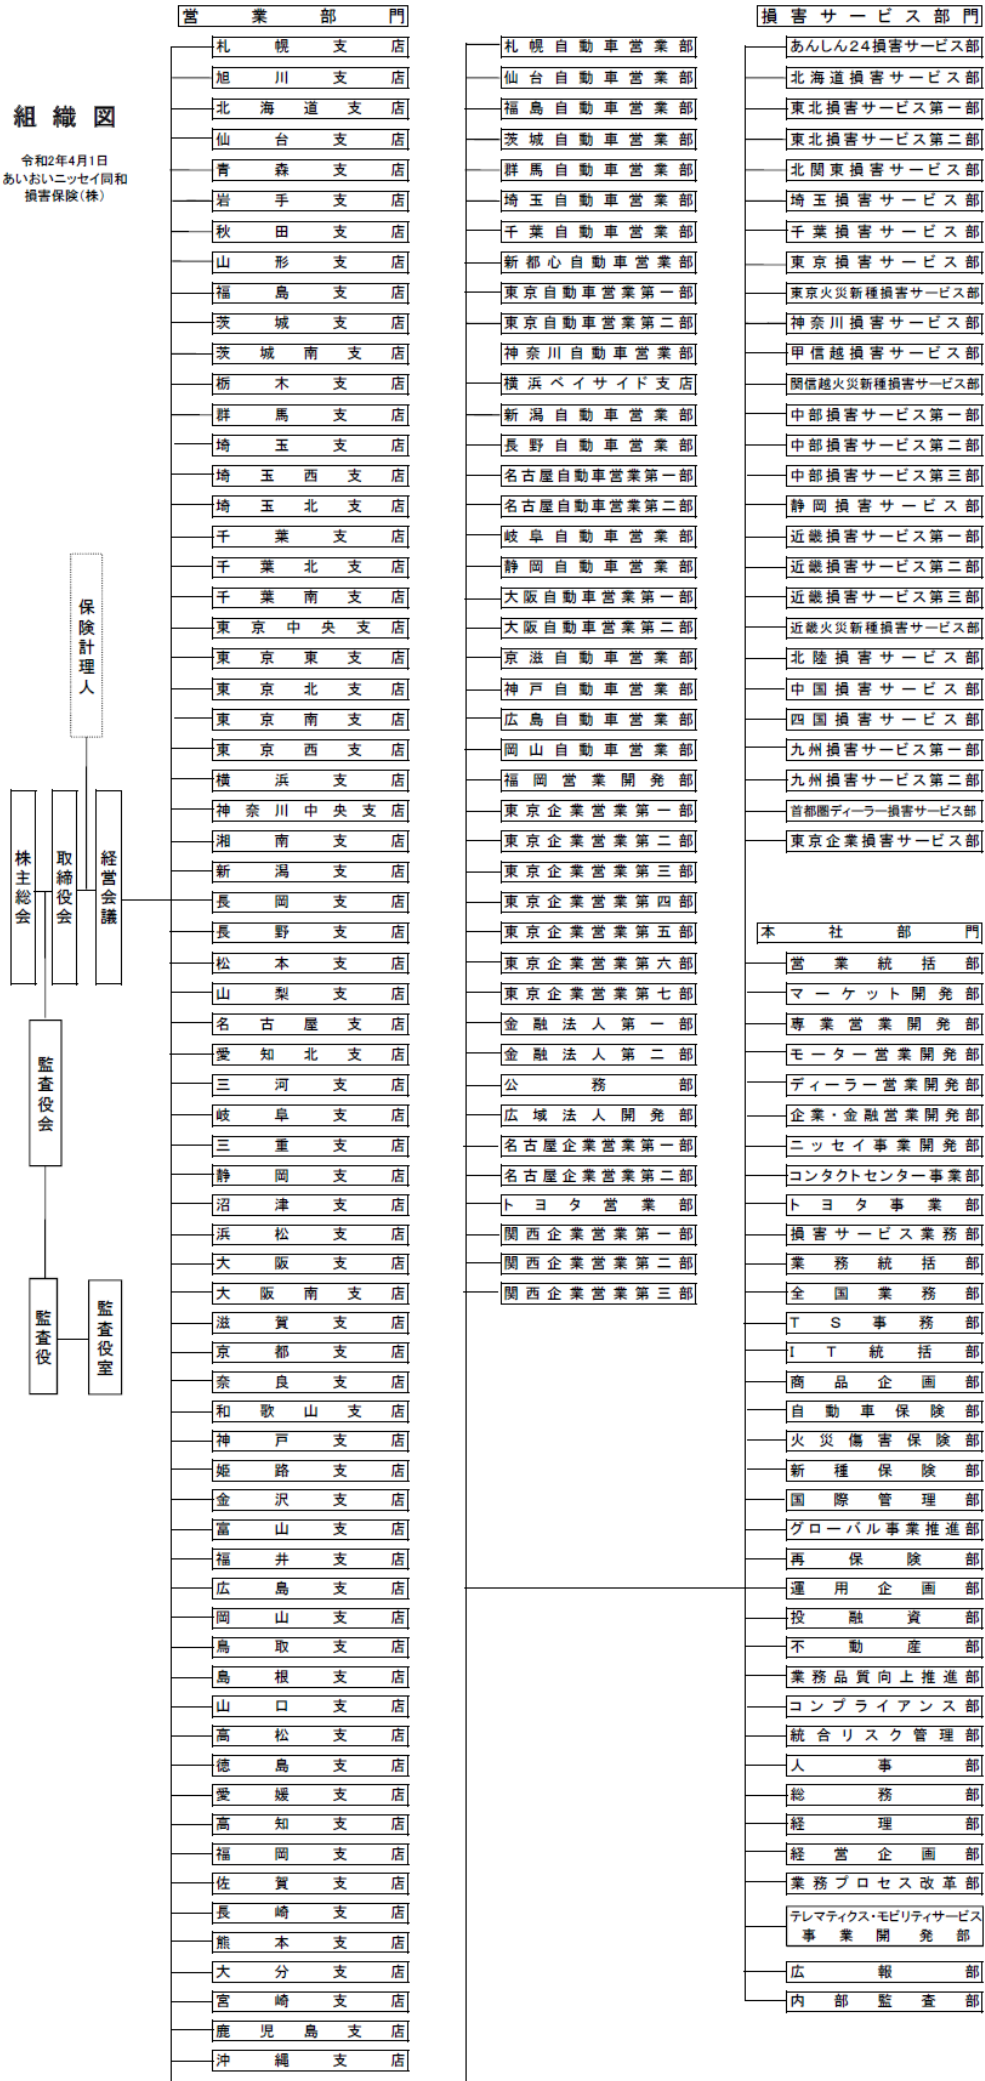 組織図
令和2年4月1日
あいおいニッセイ同和
損害保険(株)
株主総会
取締役会
経営会議
保険計理人
監査役会
監査役
監査役室
営業部門
札幌支店
旭川支店
北海道支店
仙台支店
青森支店
岩手支店
秋田支店
山形支店
福島支店
茨城支店
茨城南支店
栃木支店
群馬支店
埼玉支店
埼玉西支店
埼玉北支店
千葉支店
千葉北支店
千葉南支店
東京中央支店
東京東支店
東京北支店
東京南支店
東京西支店
横浜支店
神奈川中央支店
湘南支店
新潟支店
長岡支店
長野支店
松本支店
山梨支店
名古屋支店
愛知北支店
三河支店
岐阜支店
三重支店
静岡支店
沼津支店
浜松支店
大阪支店
大阪南支店
滋賀支店
京都支店
奈良支店
和歌山支店
神戸支店
姫路支店
金沢支店
富山支店
福井支店
広島支店
岡山支店
鳥取支店
島根支店
山口支店
高松支店
徳島支店
愛媛支店
高知支店
福岡支店
佐賀支店
長崎支店
熊本支店
大分支店
宮崎支店
鹿児島支店
沖縄支店
札幌自動車営業部
仙台自動車営業部
福島自動車営業部
茨城自動車営業部
群馬自動車営業部
埼玉自動車営業部
千葉自動車営業部
新都心自動車営業部
東京自動車営業第一部
東京自動車営業第二部
神奈川自動車営業部
横浜ベイサイド支店
新潟自動車営業部
長野自動車営業部
名古屋自動車営業第一部
名古屋自動車営業第二部
岐阜自動車営業部
静岡自動車営業部
大阪自動車営業第一部
大阪自動車営業第二部
京滋自動車営業部
神戸自動車営業部
広島自動車営業部
岡山自動車営業部
福岡営業開発部
東京企業営業第一部
東京企業営業第二部
東京企業営業第三部
東京企業営業第四部
東京企業営業第五部
東京企業営業第六部
東京企業営業第七部
金融法人第一部
金融法人第二部
公務部
広域法人開発部
名古屋企業営業第一部
名古屋企業営業第二部
トヨタ営業部
関西企業営業第一部
関西企業営業第二部
関西企業営業第三部
損害サービス部門
あんしん24損害サービス部
北海道損害サービス部
東北損害サービス第一部
東北損害サービス第二部
北関東損害サービス部
埼玉損害サービス部
千葉損害サービス部
東京損害サービス部
東京火災新種損害サービス部
神奈川損害サービス部
甲信越損害サービス部
関信越火災新種損害サービス部
中部損害サービス第一部
中部損害サービス第二部
中部損害サービス第三部
静岡損害サービス部
近畿損害サービス第一部
近畿損害サービス第二部
近畿損害サービス第三部
近畿火災新種損害サービス部
北陸損害サービス部
中国損害サービス部
四国損害サービス部
九州損害サービス第一部
九州損害サービス第二部
首都圏ディーラー損害サービス部
東京企業損害サービス部
本社部門
営業統括部
マーケット開発部
専業営業開発部
モーター営業開発部
ディーラー営業開発部
企業・金融営業開発部
ニッセイ事業開発部
コンタクトセンター事業部
トヨタ事業部
損害サービス業務部
業務統括部
全国業務部
TS事務部
IT統括部
商品企画部
自動車保険部
火災傷害保険部
新種保険部
国際管理部
グローバル事業推進部
再保険部
運用企画部
投融資部
不動産部
業務品質向上推進部
コンプライアンス部
統合リスク管理部
人事部
総務部
経理部
経営企画部
業務プロセス改革部
テレマティクス・モビリティサービス
事業開発部
広報部
内部監査部